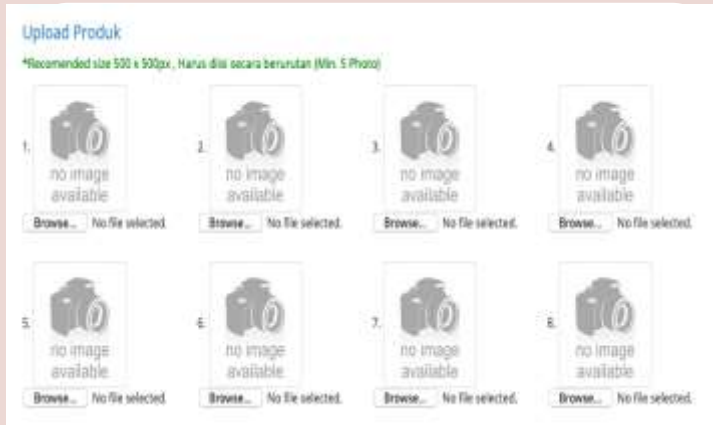 Upload Produk
*Recomended size 500 x 500px , Harus diisi secara berurutan (Min. 5 Photo)
1. no image available
2. no image available
3. no image available
4. no image available
Browse... No file selected. Browse... No file selected. Browse... No file selected. Browse... No file selected.
5. no image available
6. no image available
7. no image available
8. no image available
Browse... No file selected. Browse... No file selected. Browse... No file selected. Browse... No file selected.